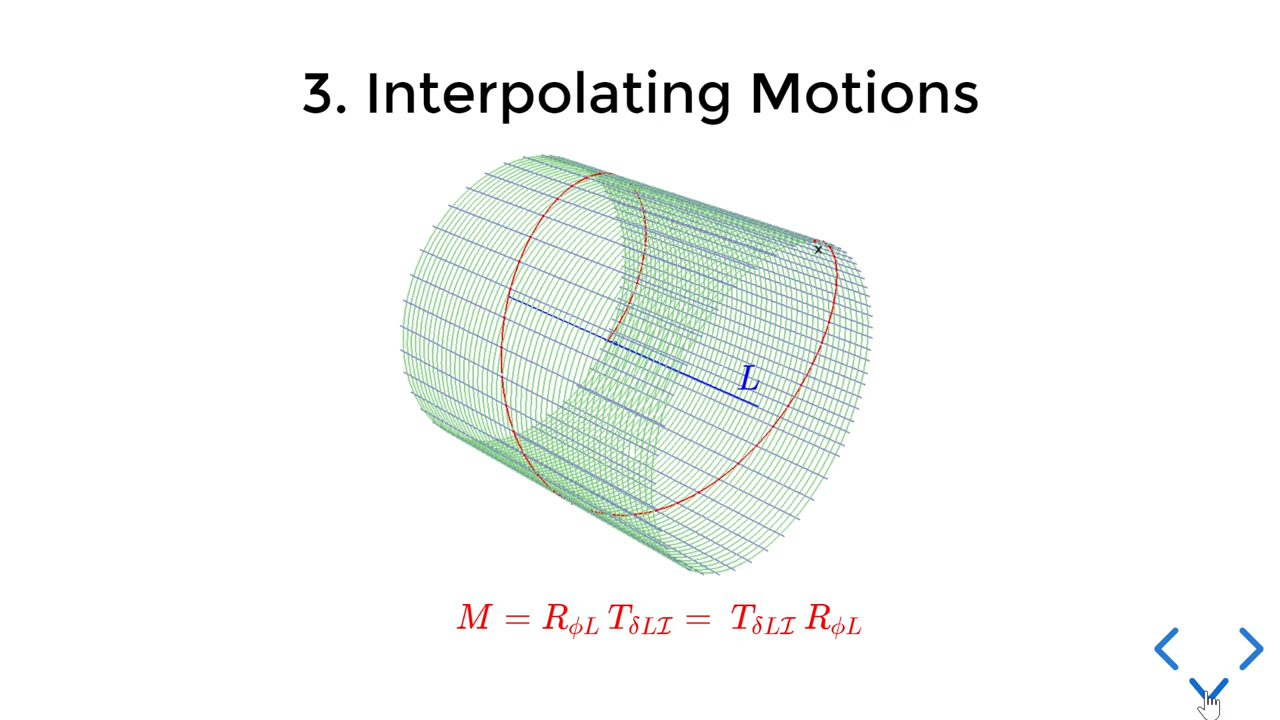 3. Interpolating Motions
x
L
M = R_{ϕL} T_{δLℐ} = T_{δLℐ} R_{ϕL}